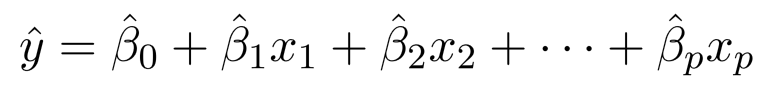 ŷ = β̂₀ + β̂₁x₁ + β̂₂x₂ + ⋯ + β̂ₚxₚ